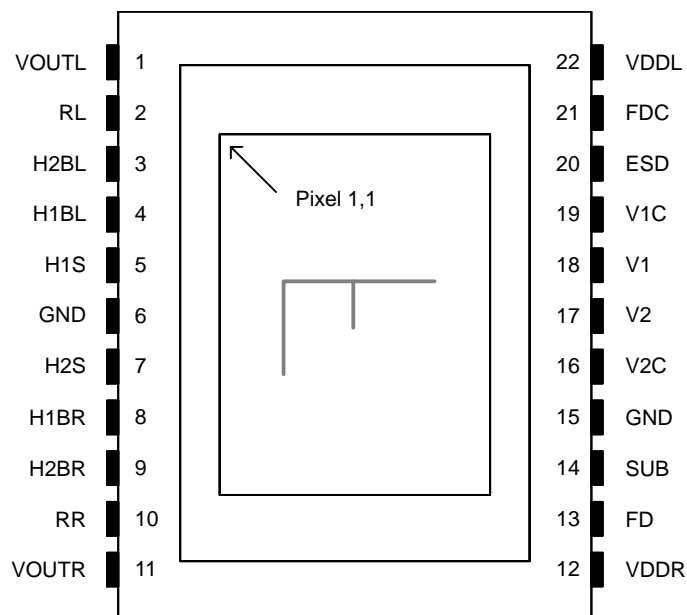 VOUTL 1 22 VDDL
RL 2 21 FDC
H2BL 3 20 ESD
H1BL 4 Pixel 1,1 19 V1C
H1S 5 18 V1
GND 6 17 V2
H2S 7 16 V2C
H1BR 8 15 GND
H2BR 9 14 SUB
RR 10 13 FD
VOUTR 11 12 VDDR